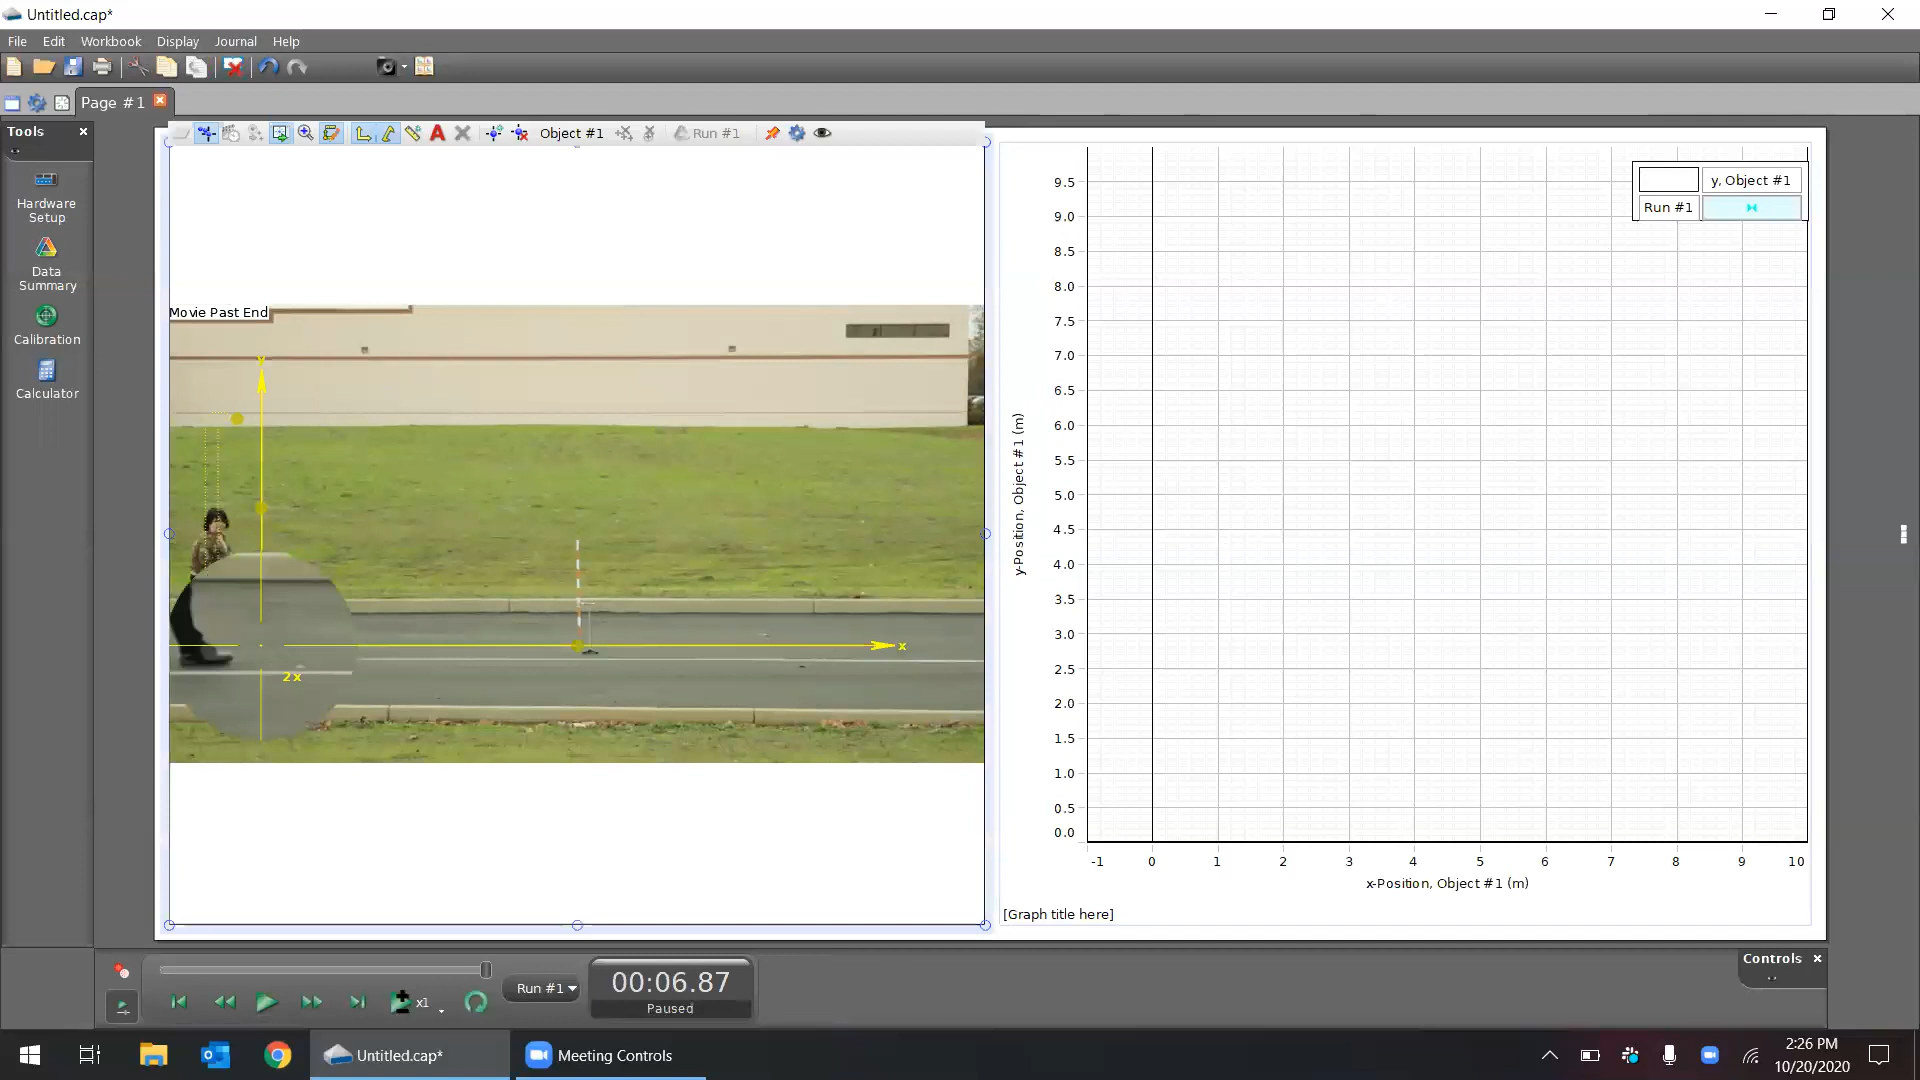 Untitled.cap*
File Edit Workbook Display Journal Help
Page #1
Tools
Object #1
Run #1
Hardware
Setup
Data
Summary
Calibration
Calculator
Movie Past End
y
x
2x
y, Object #1
Run #1
9.5
9.0
8.5
8.0
7.5
7.0
6.5
6.0
5.5
5.0
4.5
4.0
3.5
3.0
2.5
2.0
1.5
1.0
0.5
0.0
y-Position, Object #1 (m)
-1 0 1 2 3 4 5 6 7 8 9 10
x-Position, Object #1 (m)
[Graph title here]
x1
Run #1
00:06.87
Paused
Controls
Untitled.cap*
Meeting Controls
2:26 PM
10/20/2020